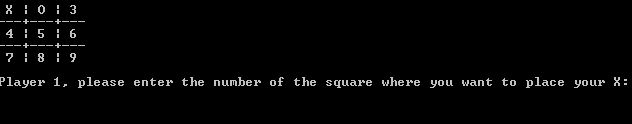 X ¦ O ¦ 3
---+---+---
4 ¦ 5 ¦ 6
---+---+---
7 ¦ 8 ¦ 9
Player 1, please enter the number of the square where you want to place your X: